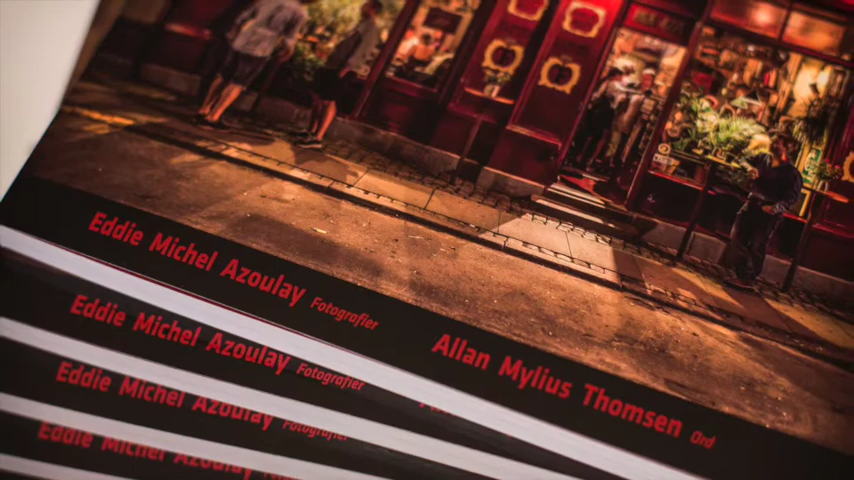 Eddie Michel Azoulay Fotografier
Allan Mylius Thomsen Ord
Eddie Michel Azoulay Fotografier
Eddie Michel Azoulay Fotografier
Eddie Michel Azoulay